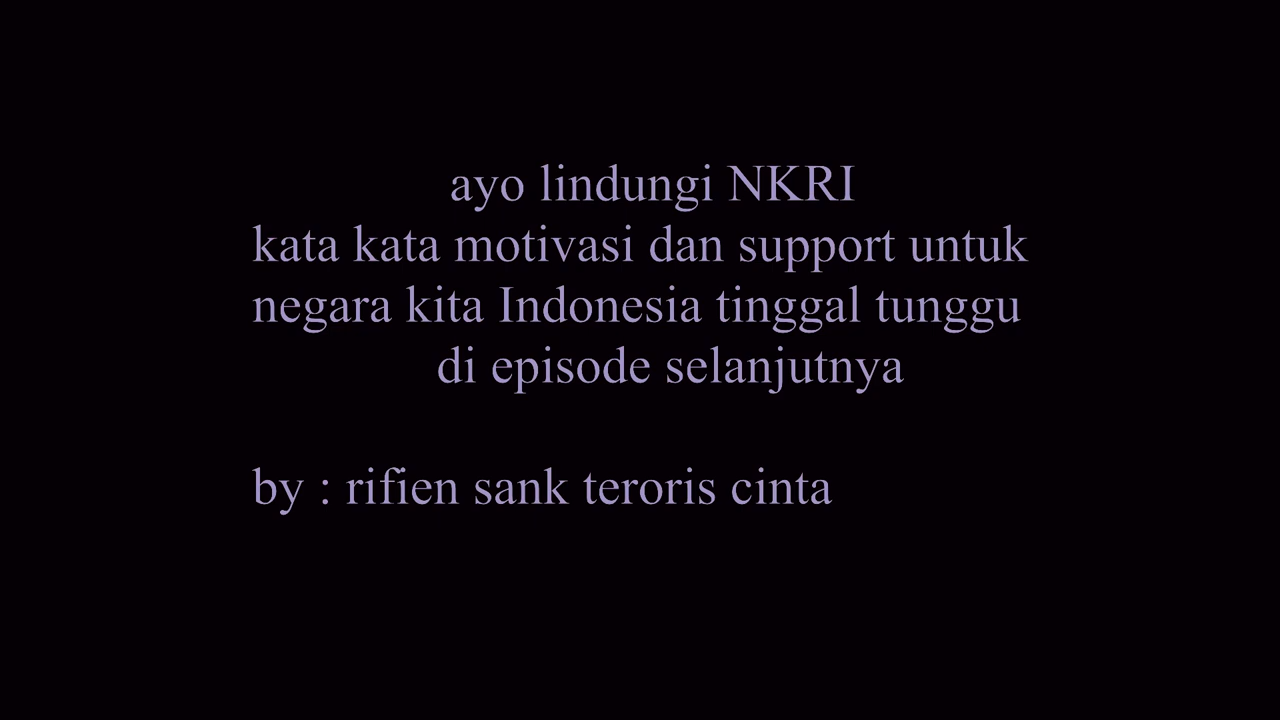 ayo lindungi NKRI
kata kata motivasi dan support untuk
negara kita Indonesia tinggal tunggu
di episode selanjutnya
by : rifien sank teroris cinta